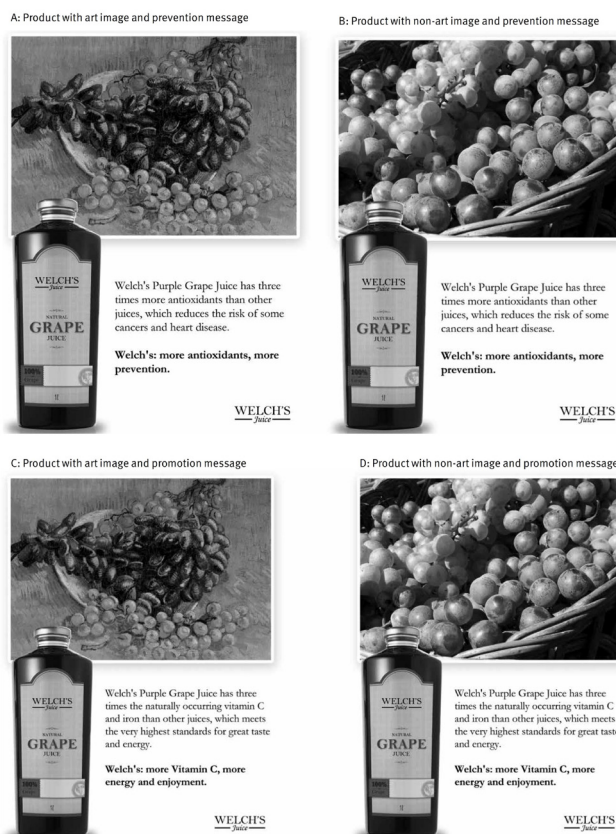 A: Product with art image and prevention message
WELCH'S
Juice
NATURAL
GRAPE
JUICE
100%
Welch's Purple Grape Juice has three
times more antioxidants than other
juices, which reduces the risk of some
cancers and heart disease.
Welch's: more antioxidants, more
prevention.
WELCH'S
Juice
B: Product with non-art image and prevention message
WELCH'S
Juice
NATURAL
GRAPE
JUICE
100%
Welch's Purple Grape Juice has three
times more antioxidants than other
juices, which reduces the risk of some
cancers and heart disease.
Welch's: more antioxidants, more
prevention.
WELCH'S
Juice
C: Product with art image and promotion message
WELCH'S
Juice
NATURAL
GRAPE
JUICE
100%
Welch's Purple Grape Juice has three
times the naturally occurring vitamin C
and iron than other juices, which meets
the very highest standards for great taste
and energy.
Welch's: more Vitamin C, more
energy and enjoyment.
WELCH'S
Juice
D: Product with non-art image and promotion message
WELCH'S
Juice
NATURAL
GRAPE
JUICE
100%
Welch's Purple Grape Juice has three
times the naturally occurring vitamin C
and iron than other juices, which meets
the very highest standards for great taste
and energy.
Welch's: more Vitamin C, more
energy and enjoyment.
WELCH'S
Juice